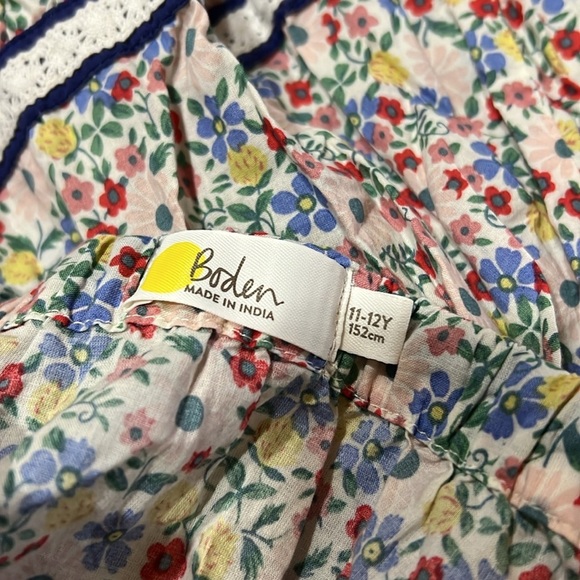 Boden
MADE IN INDIA
11-12Y
152cm